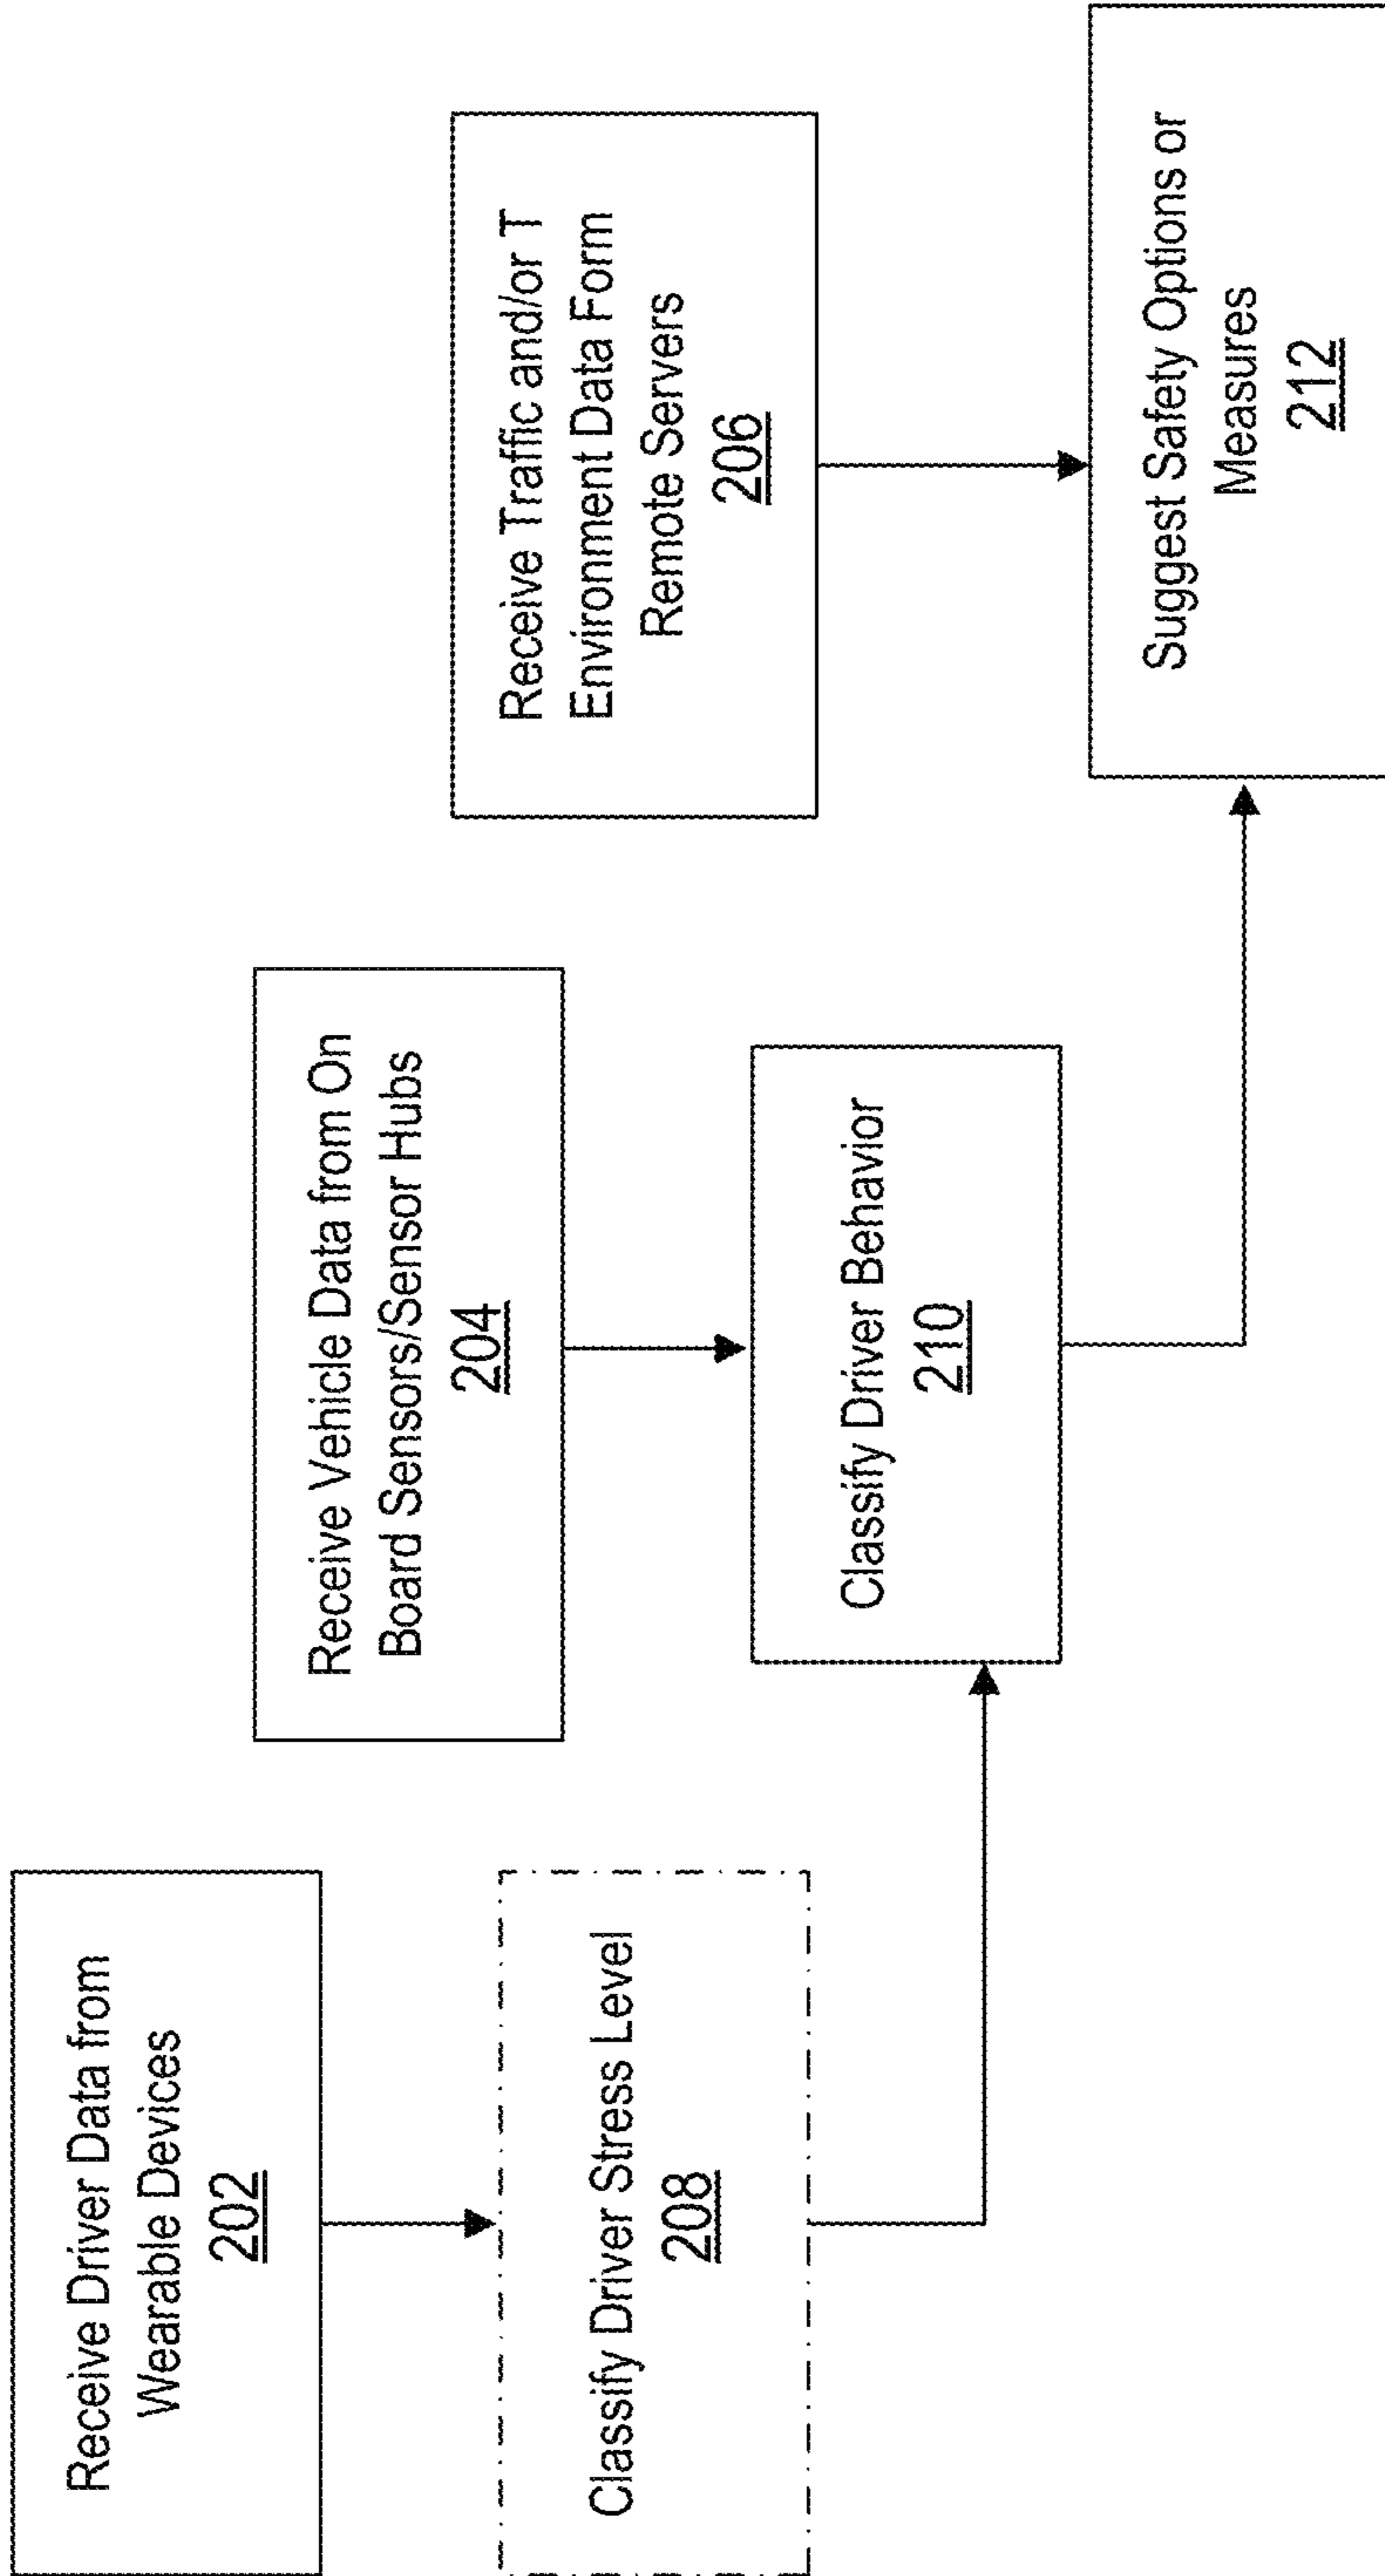 Receive Driver Data from
Wearable Devices
202
Receive Vehicle Data from On
Board Sensors/Sensor Hubs
204
Receive Traffic and/or T
Environment Data Form
Remote Servers
206
Classify Driver Stress Level
208
Classify Driver Behavior
210
Suggest Safety Options or
Measures
212